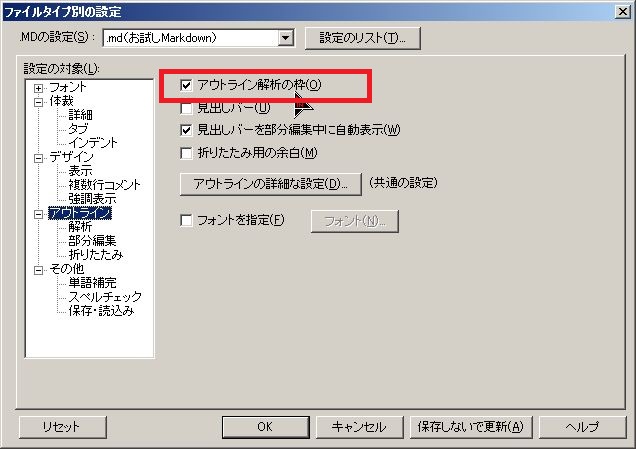 ファイルタイプ別の設定
.MDの設定(S): .md(お試しMarkdown) 設定のリスト(T)...
設定の対象(L):
フォント
体裁
詳細
タブ
インデント
デザイン
表示
複数行コメント
強調表示
アウトライン
解析
部分編集
折りたたみ
その他
単語補完
スペルチェック
保存・読込み
アウトライン解析の枠(O)
見出しバー(U)
見出しバーを部分編集中に自動表示(W)
折りたたみ用の余白(M)
アウトラインの詳細な設定(D)... (共通の設定)
フォントを指定(F) フォント(N)...
リセット OK キャンセル 保存しないで更新(A) ヘルプ